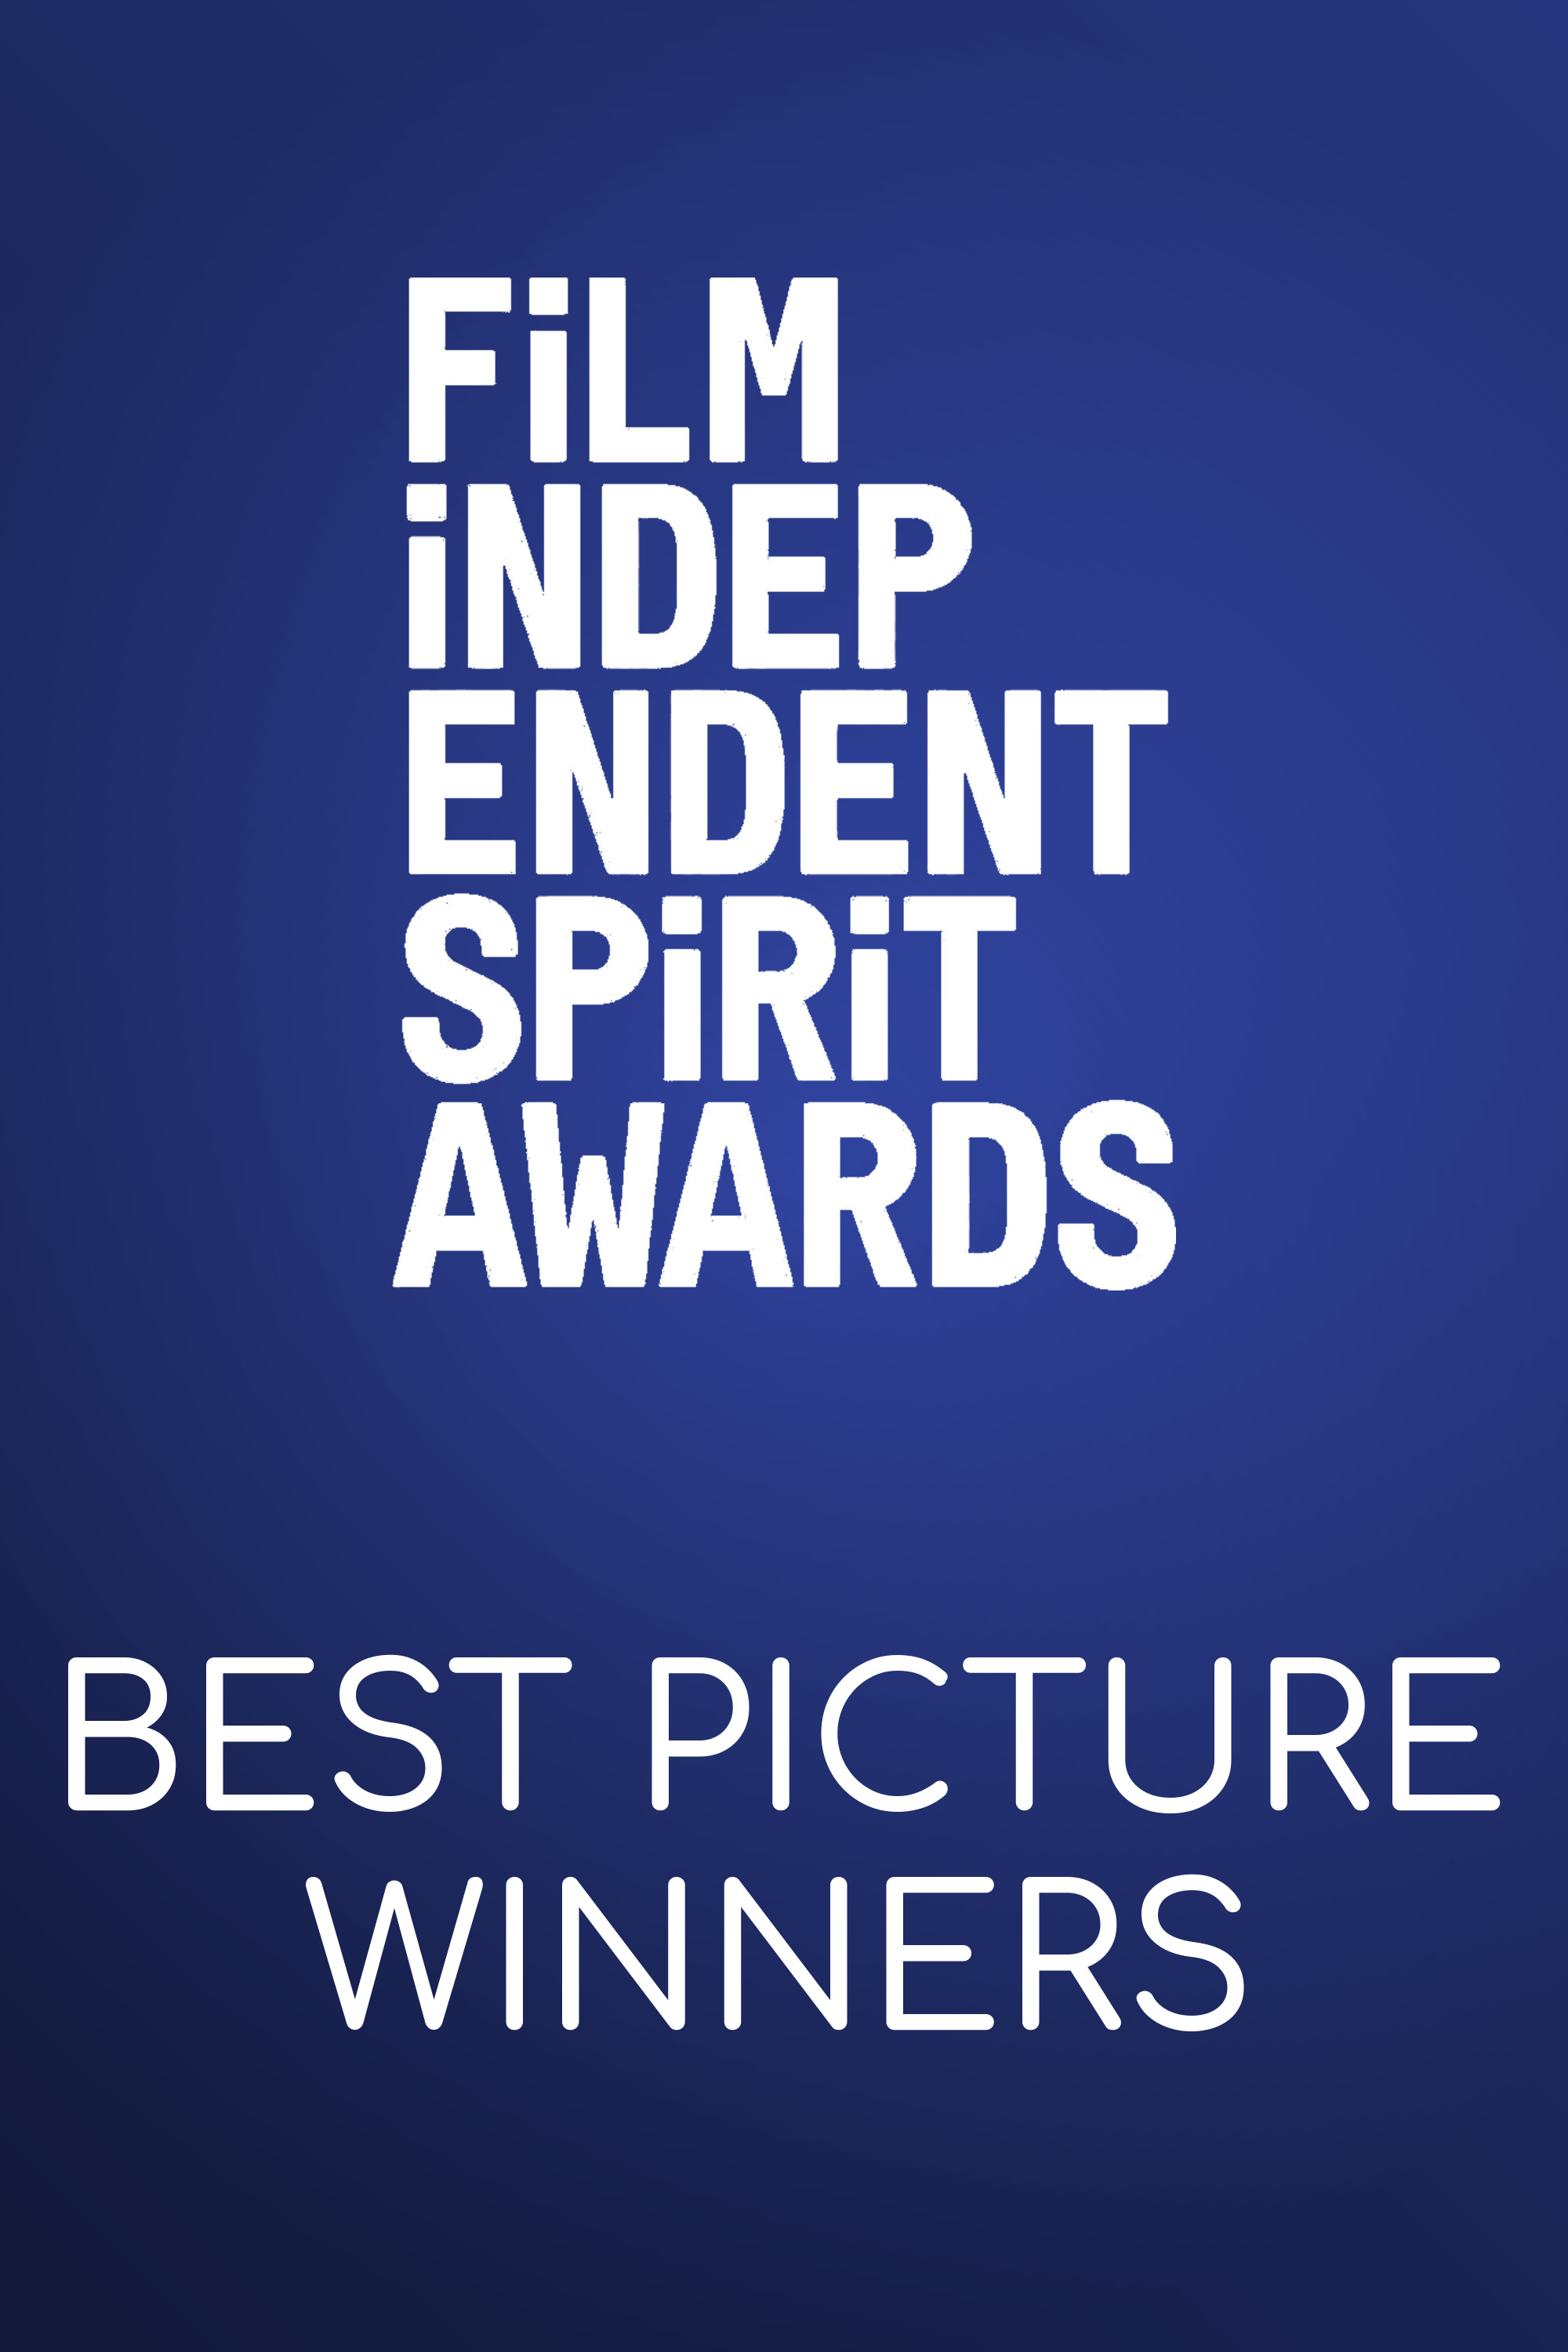 FiLM
iNDEP
ENDENT
SPiRiT
AWARDS
BEST PICTURE
WINNERS